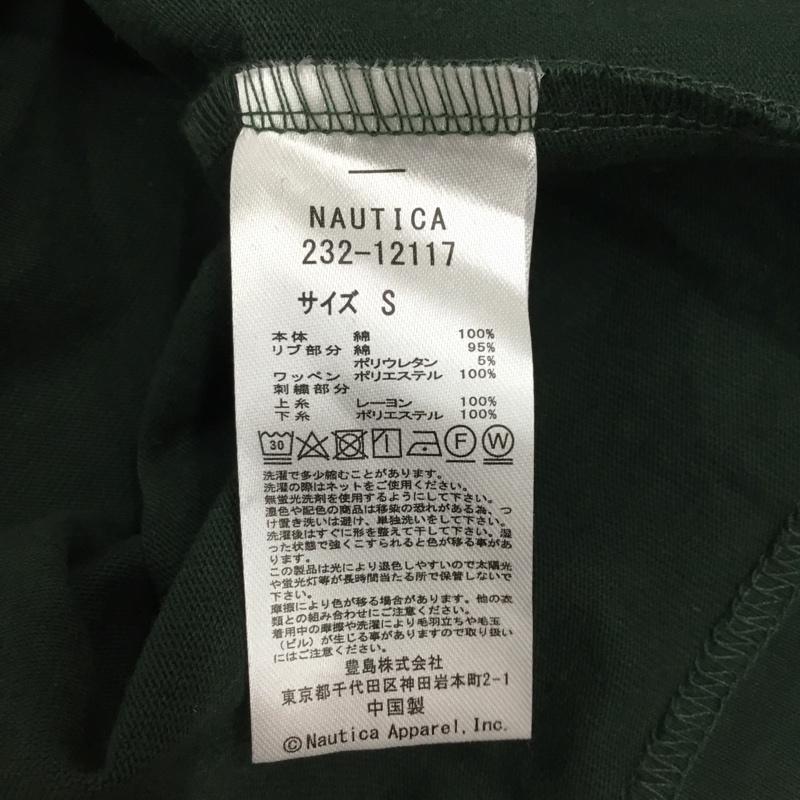 NAUTICA
232-12117
サイズ S
本体 綿 100%
リブ部分 綿 95%
ポリウレタン 5%
ワッペン ポリエステル 100%
刺繍部分
上糸 レーヨン 100%
下糸 ポリエステル 100%
30 F W
洗濯で多少縮むことがあります。
洗濯の際はネットをご使用ください。
無蛍光洗剤を使用するようにして下さい。
濃色や配色の商品は移染の恐れがある為、つ
け置き洗いは避け、単独洗いをして下さい。
洗濯後はすぐに形を整えて干して下さい。湿
った状態で強くこすられると色が移る事があ
ります。
この製品は光により退色しやすいので太陽光
や蛍光灯等が長時間当たる所で保管しないで
下さい。
摩擦により色が移る場合があります。他の衣
類との組み合わせにご注意ください。
着用中の摩擦や洗濯により毛羽立ちや毛玉
（ピル）が生じる事がありますので取り扱い
にはご注意ください。
豊島株式会社
東京都千代田区神田岩本町2-1
中国製
©Nautica Apparel, Inc.